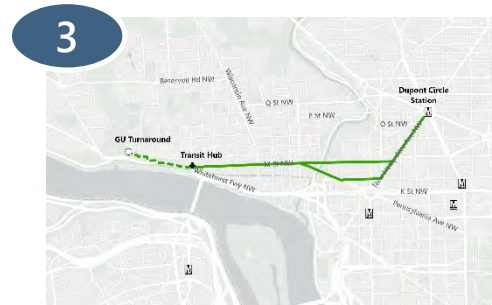 3
Dupont Circle
Station
Reservoir Rd NW
Wisconsin Ave NW
Q St NW
P St NW
O St NW
GU Turnaround
Transit Hub
M St NW
Whitehurst Fwy NW
K St NW
Pennsylvania Ave NW
M
M
M
M
M